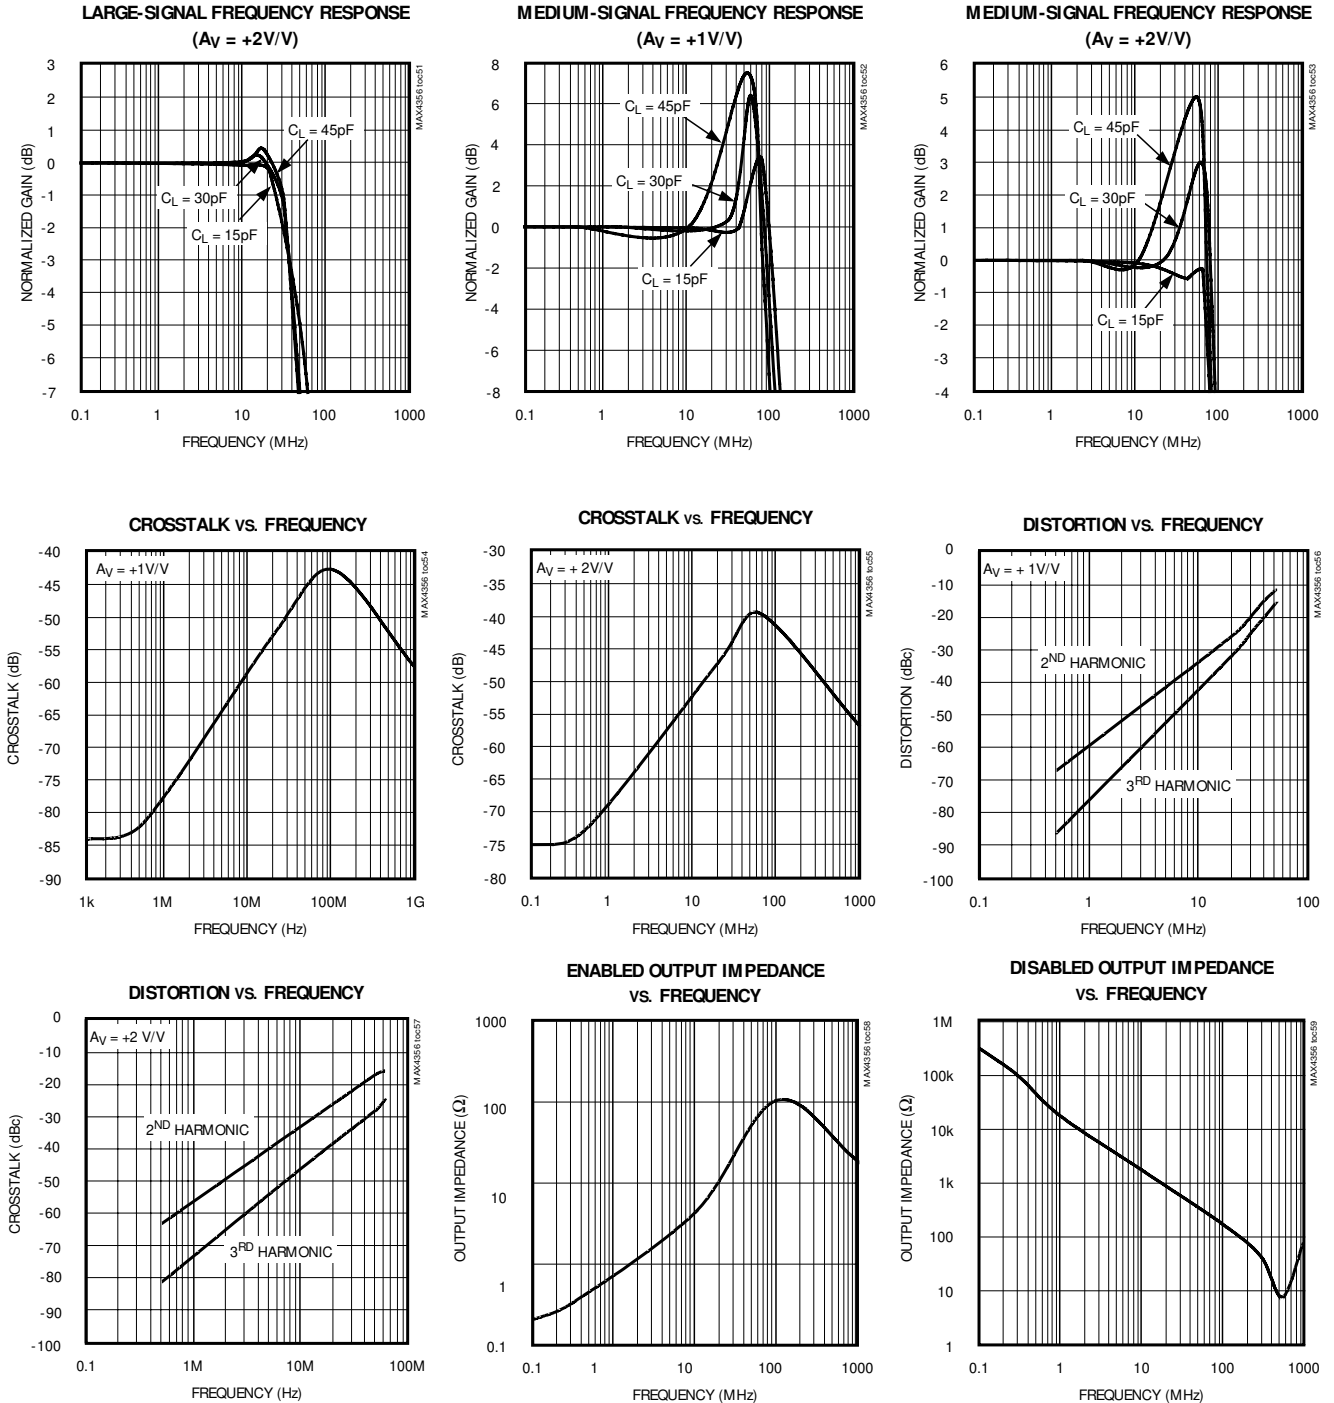 LARGE-SIGNAL FREQUENCY RESPONSE
(AV = +2V/V)
MAX4356 toc51
NORMALIZED GAIN (dB)
3
2
1
0
-1
-2
-3
-4
-5
-6
-7
CL = 45pF
CL = 30pF
CL = 15pF
0.1
1
10
100
1000
FREQUENCY (MHz)
MEDIUM-SIGNAL FREQUENCY RESPONSE
(AV = +1V/V)
MAX4356 toc52
NORMALIZED GAIN (dB)
8
6
4
2
0
-2
-4
-6
-8
CL = 45pF
CL = 30pF
CL = 15pF
0.1
1
10
100
1000
FREQUENCY (MHz)
MEDIUM-SIGNAL FREQUENCY RESPONSE
(AV = +2V/V)
MAX4356 toc53
NORMALIZED GAIN (dB)
6
5
4
3
2
1
0
-1
-2
-3
-4
CL = 45pF
CL = 30pF
CL = 15pF
0.1
1
10
100
1000
FREQUENCY (MHz)
CROSSTALK VS. FREQUENCY
MAX4356 toc54
AV = +1V/V
CROSSTALK (dB)
-40
-45
-50
-55
-60
-65
-70
-75
-80
-85
-90
1k
1M
10M
100M
1G
FREQUENCY (Hz)
CROSSTALK VS. FREQUENCY
MAX4356 toc55
AV = + 2V/V
CROSSTALK (dB)
-30
-35
-40
-45
-50
-55
-60
-65
-70
-75
-80
0.1
1
10
100
1000
FREQUENCY (MHz)
DISTORTION VS. FREQUENCY
MAX4356 toc56
AV = + 1V/V
DISTORTION (dBc)
0
-10
-20
-30
-40
-50
-60
-70
-80
-90
-100
2ND HARMONIC
3RD HARMONIC
0.1
1
10
100
FREQUENCY (MHz)
DISTORTION VS. FREQUENCY
MAX4356 toc57
AV = +2 V/V
CROSSTALK (dBc)
0
-10
-20
-30
-40
-50
-60
-70
-80
-90
-100
2ND HARMONIC
3RD HARMONIC
0.1
1M
10M
100M
FREQUENCY (Hz)
ENABLED OUTPUT IMPEDANCE
VS. FREQUENCY
MAX4356 toc58
OUTPUT IMPEDANCE (Ω)
1000
100
10
1
0.1
0.1
1
10
100
1000
FREQUENCY (MHz)
DISABLED OUTPUT IMPEDANCE
VS. FREQUENCY
MAX4356 toc59
OUTPUT IMPEDANCE (Ω)
1M
100k
10k
1k
100
10
1
0.1
1
10
100
1000
FREQUENCY (MHz)